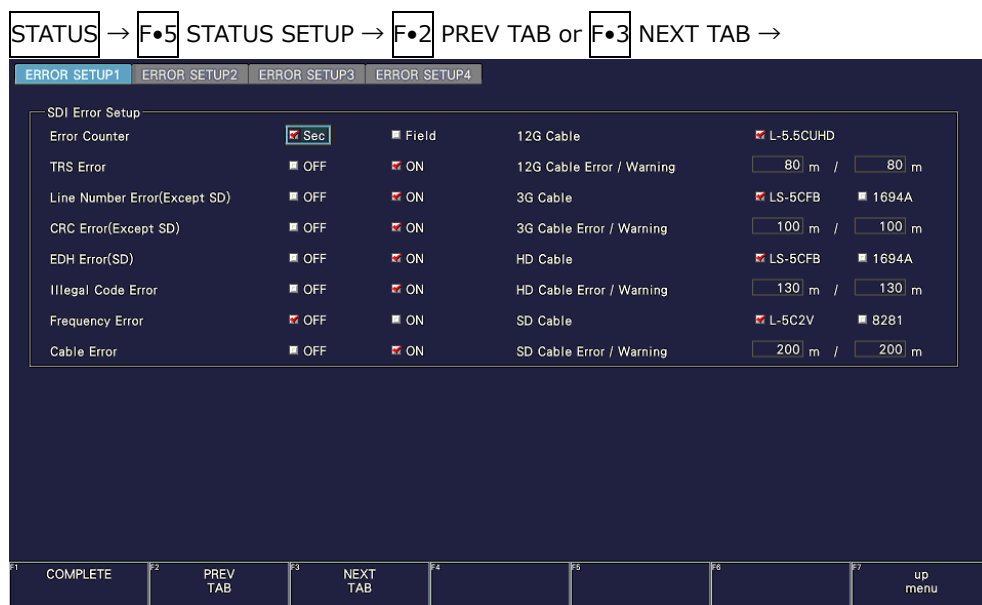 STATUS → F•5 STATUS SETUP → F•2 PREV TAB or F•3 NEXT TAB →
ERROR SETUP1 ERROR SETUP2 ERROR SETUP3 ERROR SETUP4
SDI Error Setup
Error Counter Sec Field 12G Cable L-5.5CUHD
TRS Error OFF ON 12G Cable Error / Warning 80 m / 80 m
Line Number Error(Except SD) OFF ON 3G Cable LS-5CFB 1694A
CRC Error(Except SD) OFF ON 3G Cable Error / Warning 100 m / 100 m
EDH Error(SD) OFF ON HD Cable LS-5CFB 1694A
Illegal Code Error OFF ON HD Cable Error / Warning 130 m / 130 m
Frequency Error OFF ON SD Cable L-5C2V 8281
Cable Error OFF ON SD Cable Error / Warning 200 m / 200 m
F1 COMPLETE F2 PREV TAB F3 NEXT TAB F4 F5 F6 F7 up menu